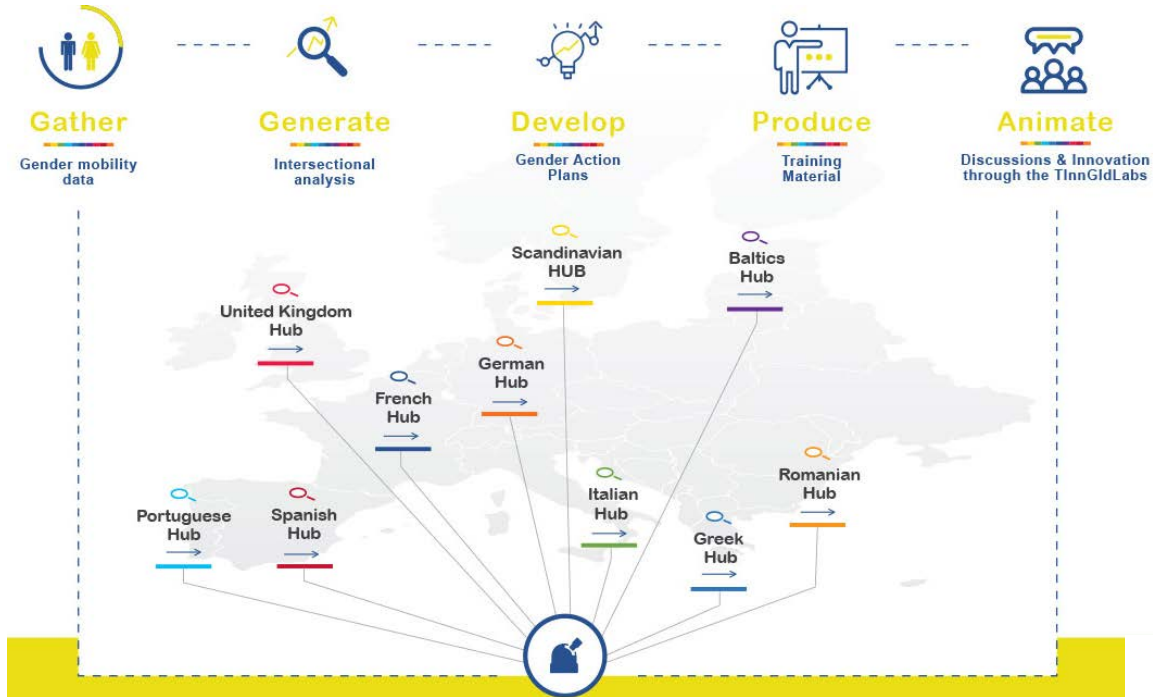 Gather
Gender mobility
data
Generate
Intersectional
analysis
Develop
Gender Action
Plans
Produce
Training
Material
Animate
Discussions & Innovation
through the TInnGIdLabs
Scandinavian
HUB
Baltics
Hub
United Kingdom
Hub
German
Hub
French
Hub
Romanian
Hub
Italian
Hub
Portuguese
Hub
Spanish
Hub
Greek
Hub